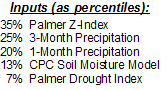 Inputs (as percentiles):
35% Palmer Z-Index
25% 3-Month Precipitation
20% 1-Month Precipitation
13% CPC Soil Moisture Model
7% Palmer Drought Index